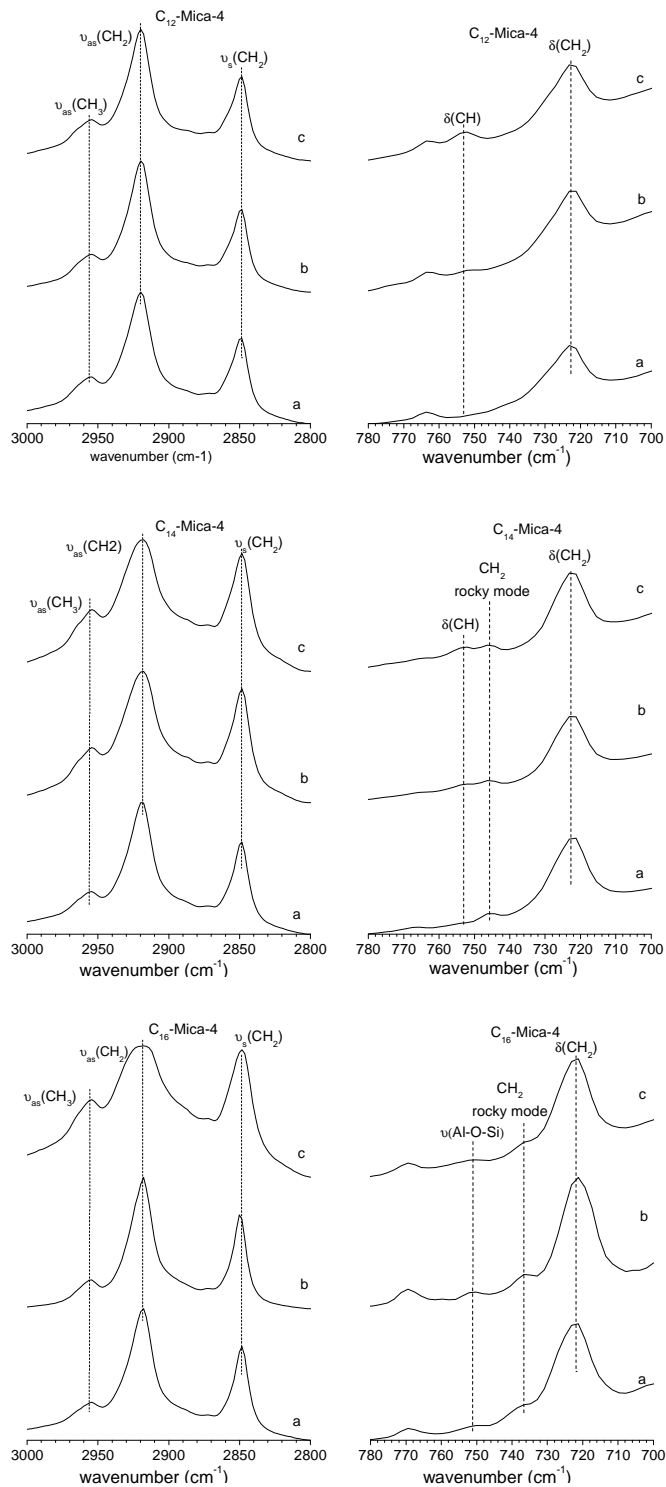 C12-Mica-4
υas(CH2)
υs(CH2)
υas(CH3)
c
b
a
3000 2950 2900 2850 2800
wavenumber (cm-1)
C12-Mica-4
δ(CH2)
δ(CH)
c
b
a
780 770 760 750 740 730 720 710 700
wavenumber (cm-1)
C14-Mica-4
υas(CH2)
υs(CH2)
υas(CH3)
c
b
a
3000 2950 2900 2850 2800
wavenumber (cm-1)
C14-Mica-4
δ(CH2)
CH2
rocky mode
δ(CH)
c
b
a
780 770 760 750 740 730 720 710 700
wavenumber (cm-1)
C16-Mica-4
υas(CH2)
υs(CH2)
υas(CH3)
c
b
a
3000 2950 2900 2850 2800
wavenumber (cm-1)
C16-Mica-4
δ(CH2)
CH2
rocky mode
υ(Al-O-Si)
c
b
a
780 770 760 750 740 730 720 710 700
wavenumber (cm-1)